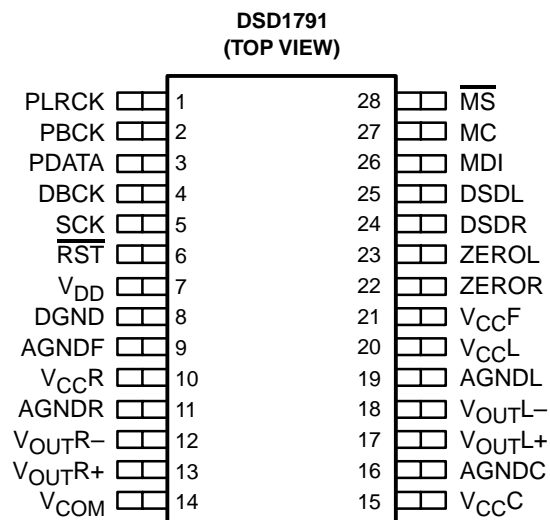 DSD1791
(TOP VIEW)
PLRCK 1 28 M̅S̅
PBCK 2 27 MC
PDATA 3 26 MDI
DBCK 4 25 DSDL
SCK 5 24 DSDR
R̅S̅T̅ 6 23 ZEROL
VDD 7 22 ZEROR
DGND 8 21 VCCF
AGNDF 9 20 VCCL
VCCR 10 19 AGNDL
AGNDR 11 18 VOUTL–
VOUTR– 12 17 VOUTL+
VOUTR+ 13 16 AGNDC
VCOM 14 15 VCCC